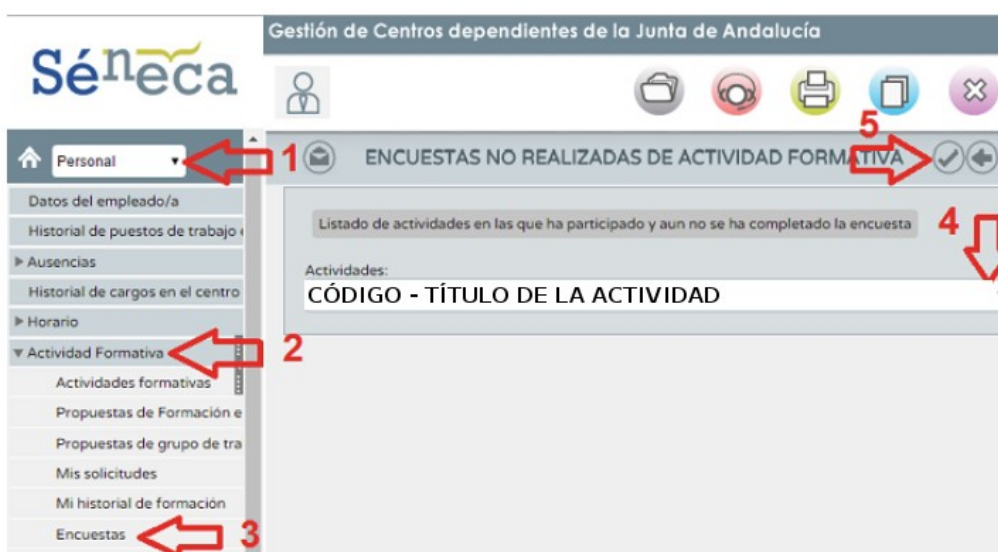 Gestión de Centros dependientes de la Junta de Andalucía
Séneca
5
Personal
1
ENCUESTAS NO REALIZADAS DE ACTIVIDAD FORMATIVA
Datos del empleado/a
Historial de puestos de trabajo
Listado de actividades en las que ha participado y aun no se ha completado la encuesta
4
Ausencias
Actividades:
Historial de cargos en el centro
CÓDIGO - TÍTULO DE LA ACTIVIDAD
Horario
Actividad Formativa
2
Actividades formativas
Propuestas de Formación e
Propuestas de grupo de tra
Mis solicitudes
Mi historial de formación
Encuestas
3